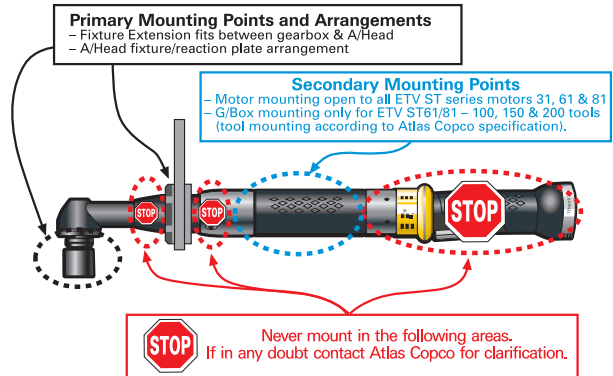 Primary Mounting Points and Arrangements
– Fixture Extension fits between gearbox & A/Head
– A/Head fixture/reaction plate arrangement
Secondary Mounting Points
– Motor mounting open to all ETV ST series motors 31, 61 & 81
– G/Box mounting only for ETV ST61/81 – 100, 150 & 200 tools
(tool mounting according to Atlas Copco specification).
STOP
STOP
STOP
STOP
Never mount in the following areas.
If in any doubt contact Atlas Copco for clarification.